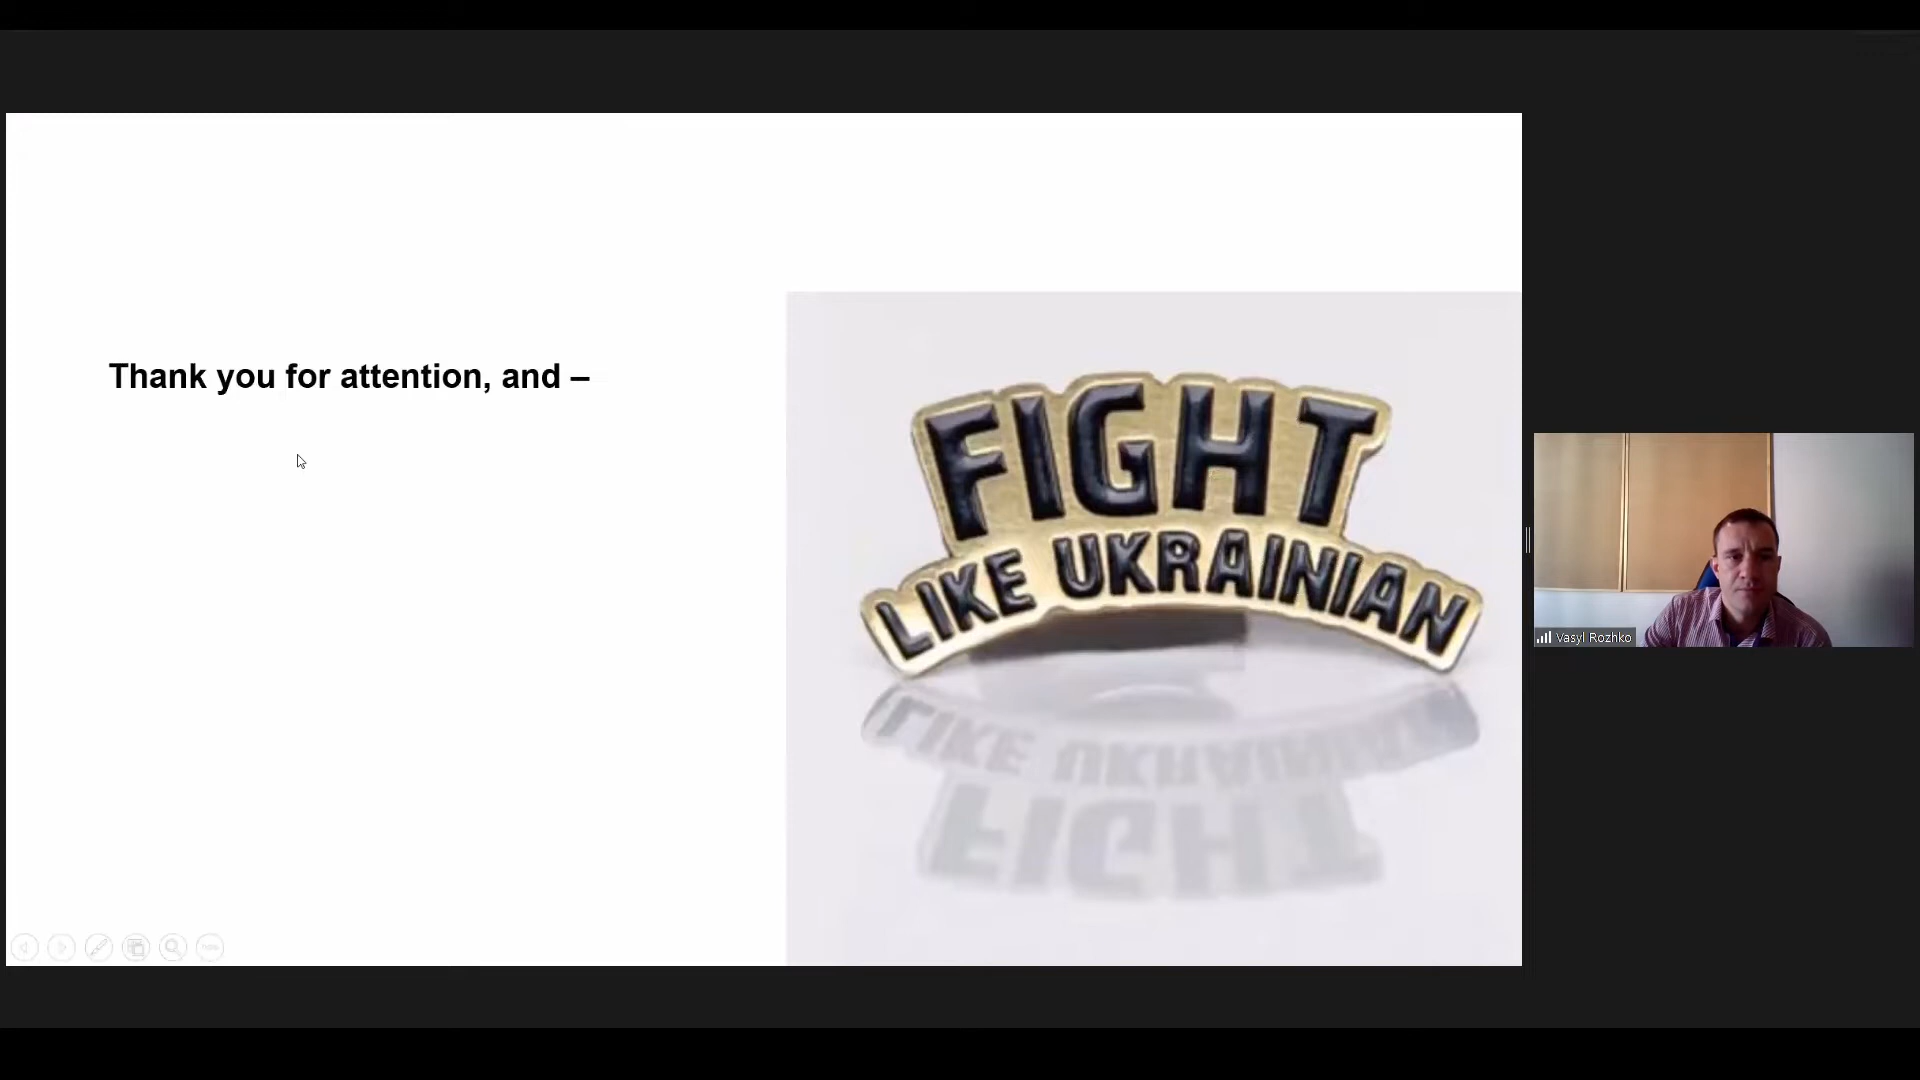 Thank you for attention, and –
FIGHT
LIKE UKRAINIAN
Vasyl Rozhko